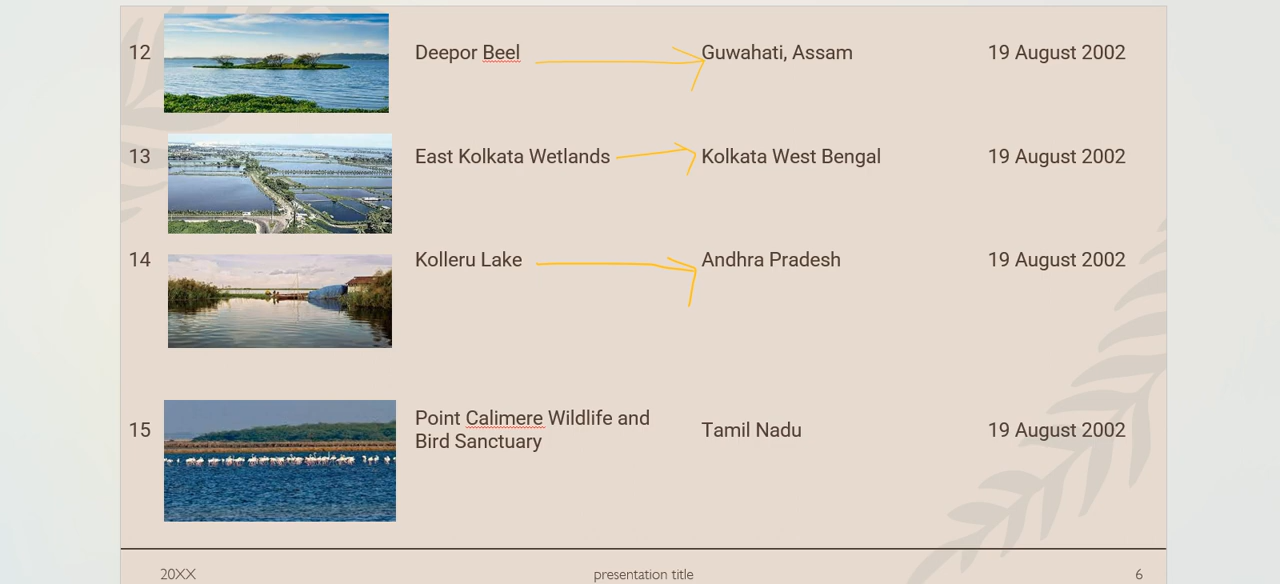 12 Deepor Beel Guwahati, Assam 19 August 2002
13 East Kolkata Wetlands Kolkata West Bengal 19 August 2002
14 Kolleru Lake Andhra Pradesh 19 August 2002
15 Point Calimere Wildlife and Tamil Nadu 19 August 2002
Bird Sanctuary
20XX presentation title 6